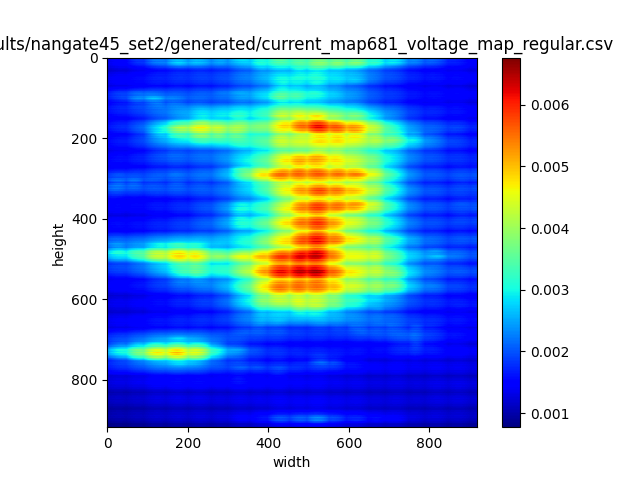 ults/nangate45_set2/generated/current_map681_voltage_map_regular.csv
0
200
400
600
800
height
0 200 400 600 800
width
0.006
0.005
0.004
0.003
0.002
0.001